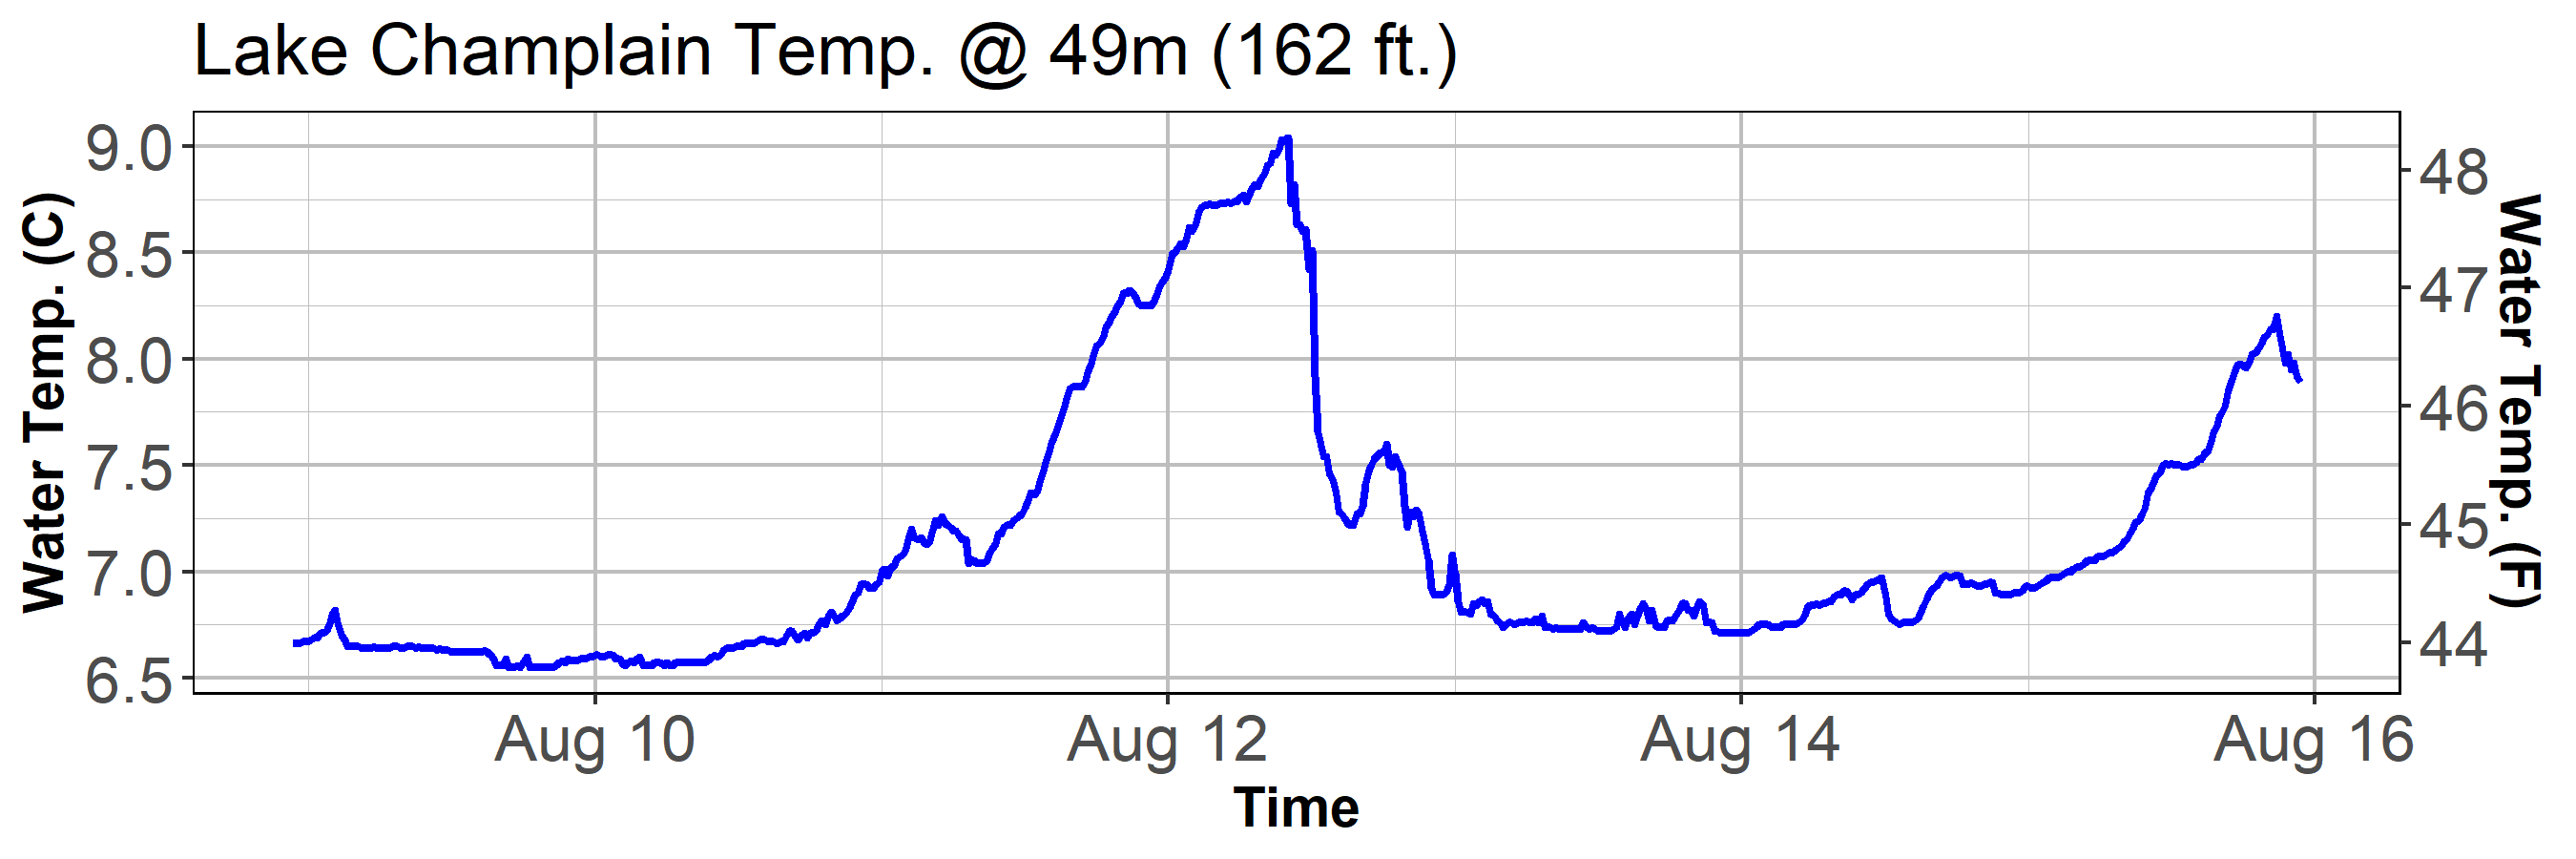 Lake Champlain Temp. @ 49m (162 ft.)
Water Temp. (C)
9.0
8.5
8.0
7.5
7.0
6.5
48
47
46
45
44
Water Temp. (F)
Aug 10
Aug 12
Aug 14
Aug 16
Time